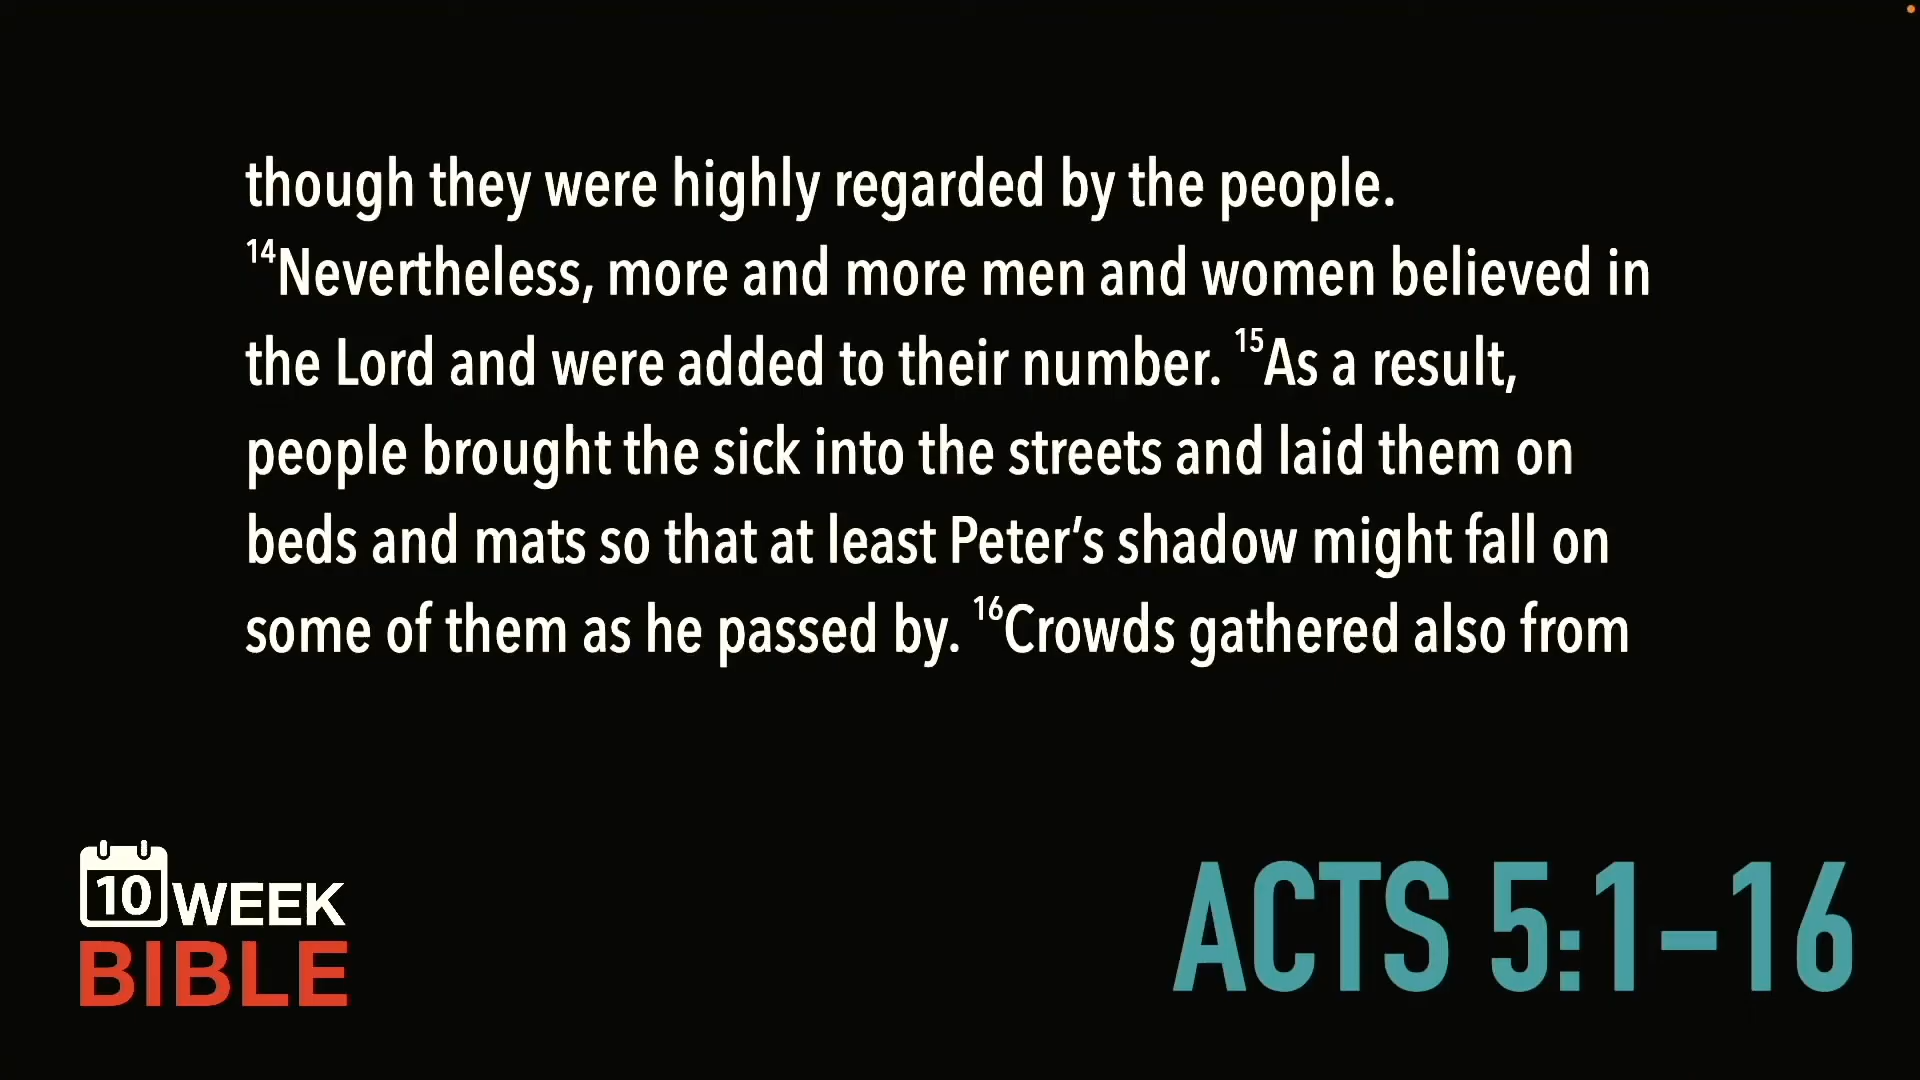 though they were highly regarded by the people.
14Nevertheless, more and more men and women believed in
the Lord and were added to their number. 15As a result,
people brought the sick into the streets and laid them on
beds and mats so that at least Peter's shadow might fall on
some of them as he passed by. 16Crowds gathered also from
10 WEEK
BIBLE
ACTS 5:1–16